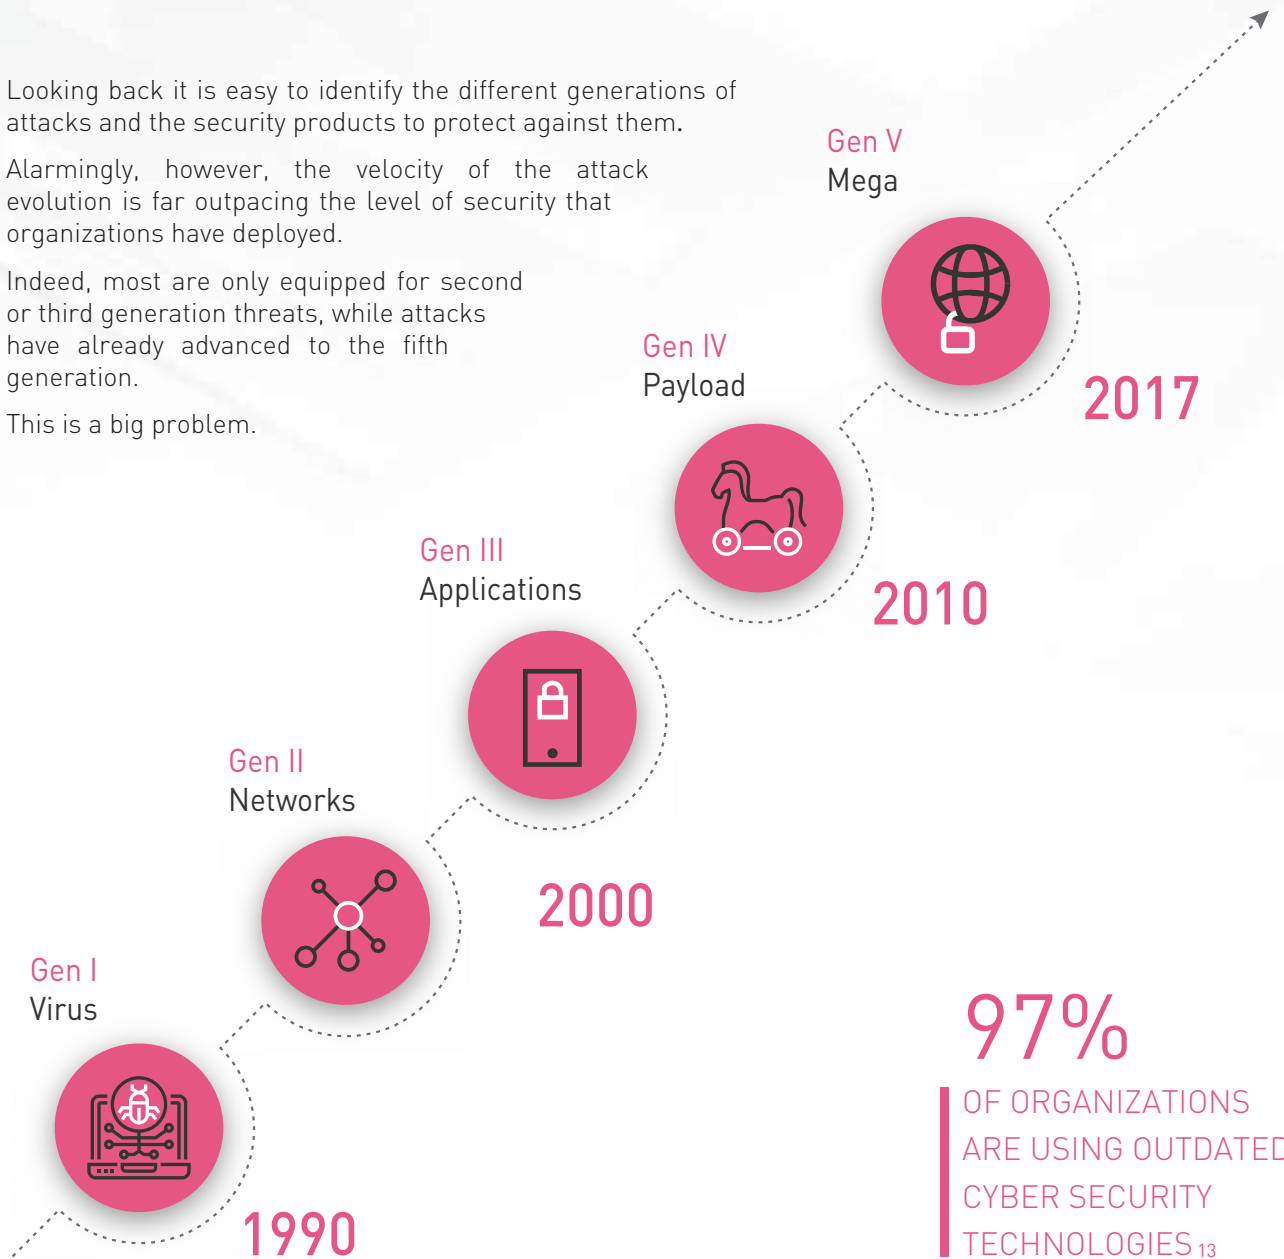 Looking back it is easy to identify the different generations of
attacks and the security products to protect against them.
Alarmingly, however, the velocity of the attack
evolution is far outpacing the level of security that
organizations have deployed.
Indeed, most are only equipped for second
or third generation threats, while attacks
have already advanced to the fifth
generation.
This is a big problem.
Gen V
Mega
2017
Gen IV
Payload
2010
Gen III
Applications
2000
Gen II
Networks
Gen I
Virus
1990
97%
OF ORGANIZATIONS
ARE USING OUTDATED
CYBER SECURITY
TECHNOLOGIES 13